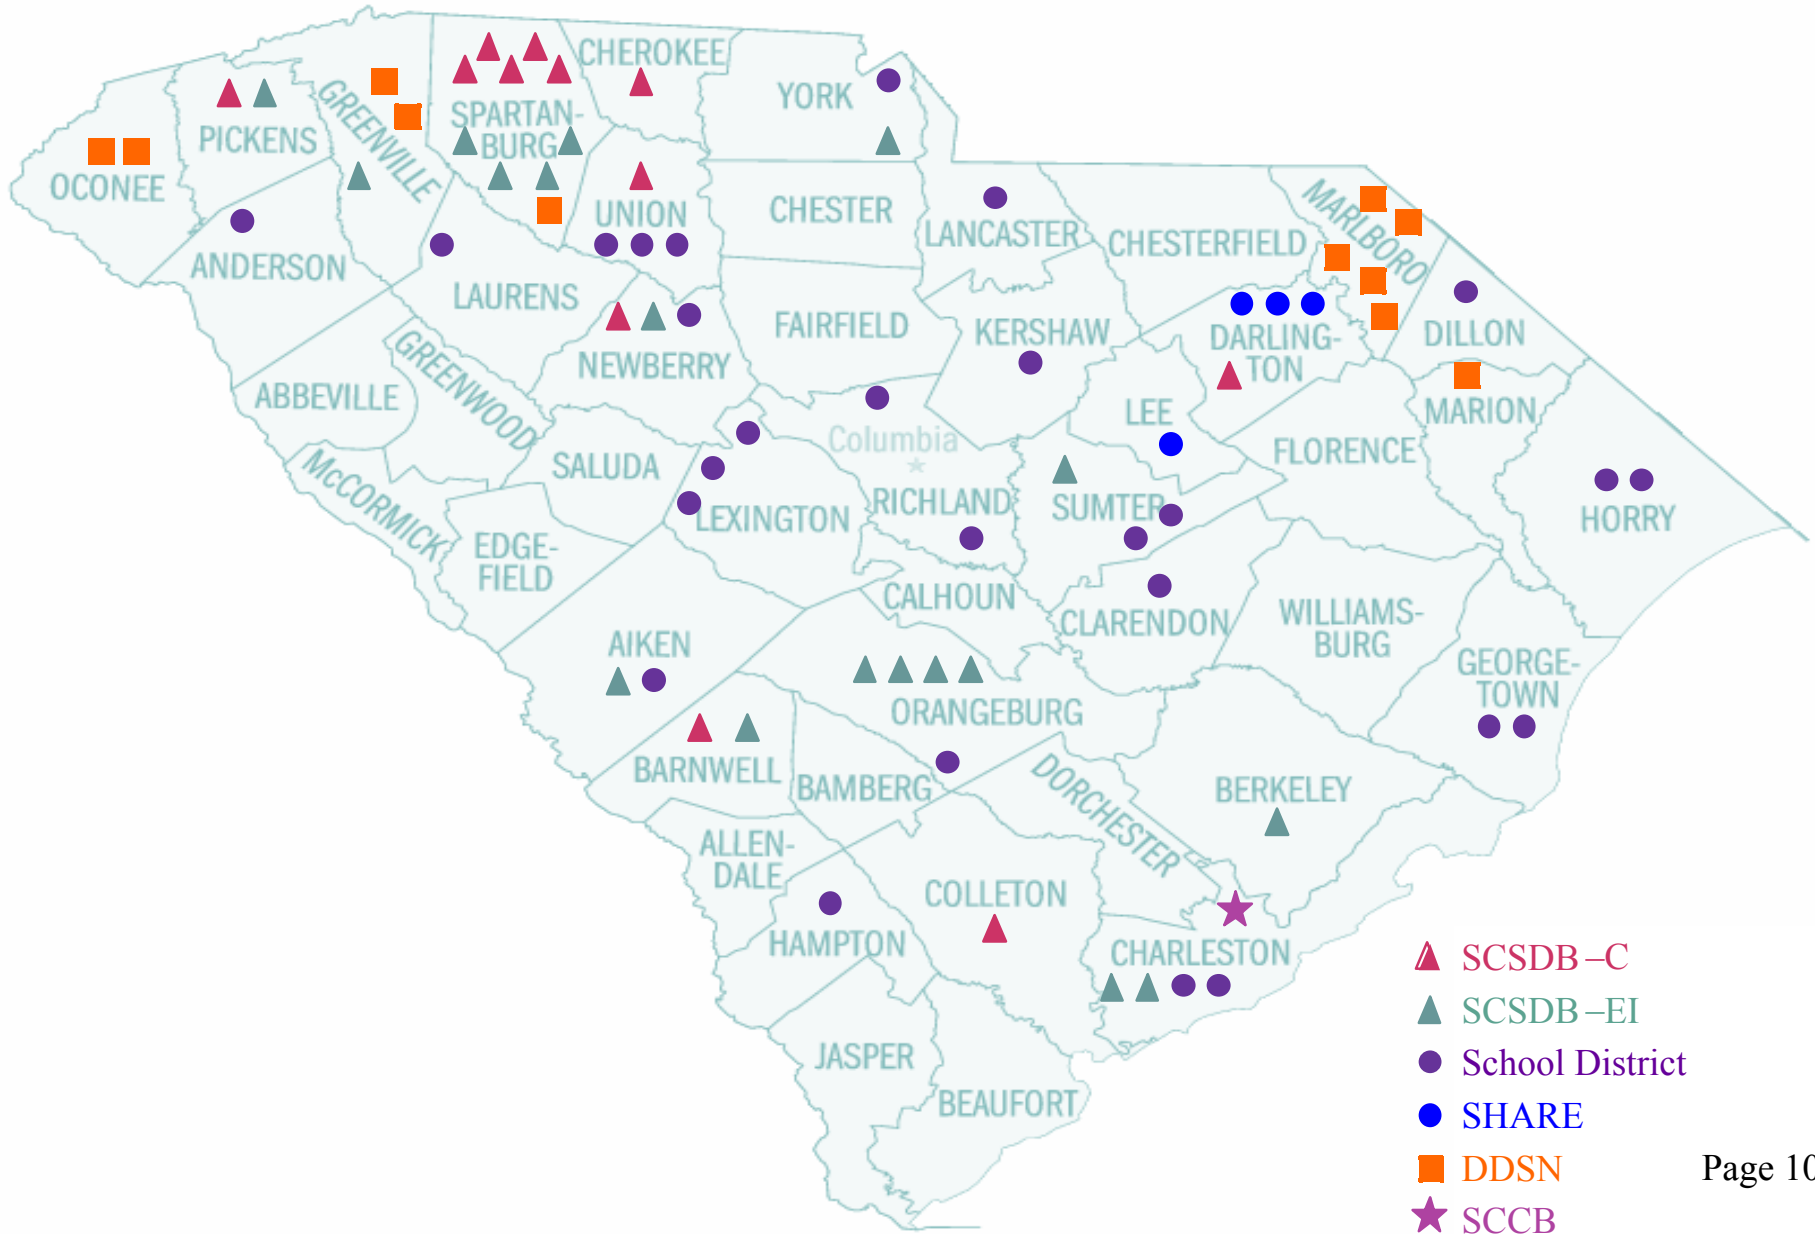 CHEROKEE
YORK
SPARTAN-
BURG
PICKENS
GREENVILLE
OCONEE
UNION
CHESTER
LANCASTER
CHESTERFIELD
MARLBORO
ANDERSON
LAURENS
NEWBERRY
FAIRFIELD
KERSHAW
DARLING-
TON
DILLON
ABBEVILLE
GREENWOOD
LEE
MARION
Columbia
SALUDA
FLORENCE
McCORMICK
LEXINGTON
RICHLAND
SUMTER
HORRY
EDGE-
FIELD
CALHOUN
CLARENDON
WILLIAMS-
BURG
AIKEN
GEORGE-
TOWN
ORANGEBURG
BARNWELL
BAMBERG
DORCHESTER
BERKELEY
ALLEN-
DALE
COLLETON
HAMPTON
CHARLESTON
JASPER
BEAUFORT
SCSDB –C
SCSDB –EI
School District
SHARE
DDSN
Page 10
SCCB